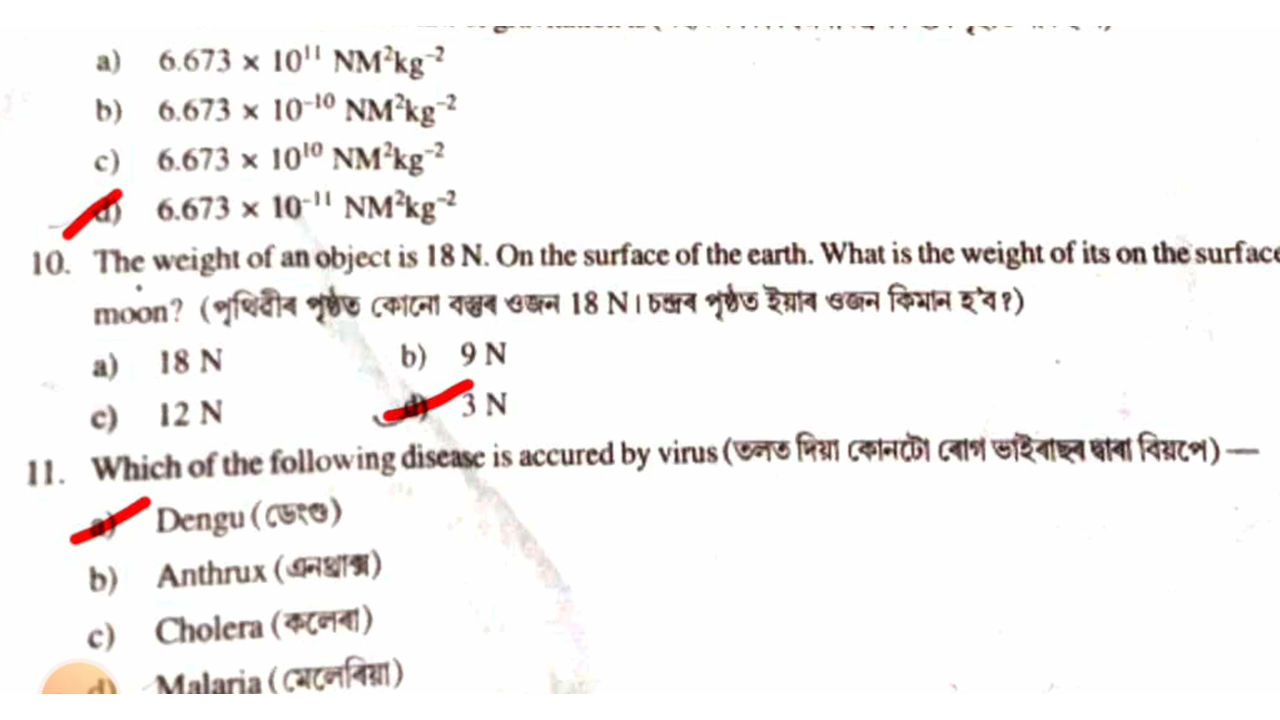 a) 6.673 × 10¹¹ NM²kg⁻²
b) 6.673 × 10⁻¹⁰ NM²kg⁻²
c) 6.673 × 10¹⁰ NM²kg⁻²
d) 6.673 × 10⁻¹¹ NM²kg⁻²
10. The weight of an object is 18 N. On the surface of the earth. What is the weight of its on the surface
moon? (পৃথিবীৰ পৃষ্ঠত কোনো বস্তুৰ ওজন 18 N। চন্দ্ৰৰ পৃষ্ঠত ইয়াৰ ওজন কিমান হ'ব?)
a) 18 N b) 9 N
c) 12 N d) 3 N
11. Which of the following disease is accured by virus (তলত দিয়া কোনটো ৰোগ ভাইৰাছৰ দ্বাৰা বিয়পে) —
a) Dengu (ডেংগু)
b) Anthrux (এনথ্ৰাক্স)
c) Cholera (কলেৰা)
d) Malaria (মেলেৰিয়া)